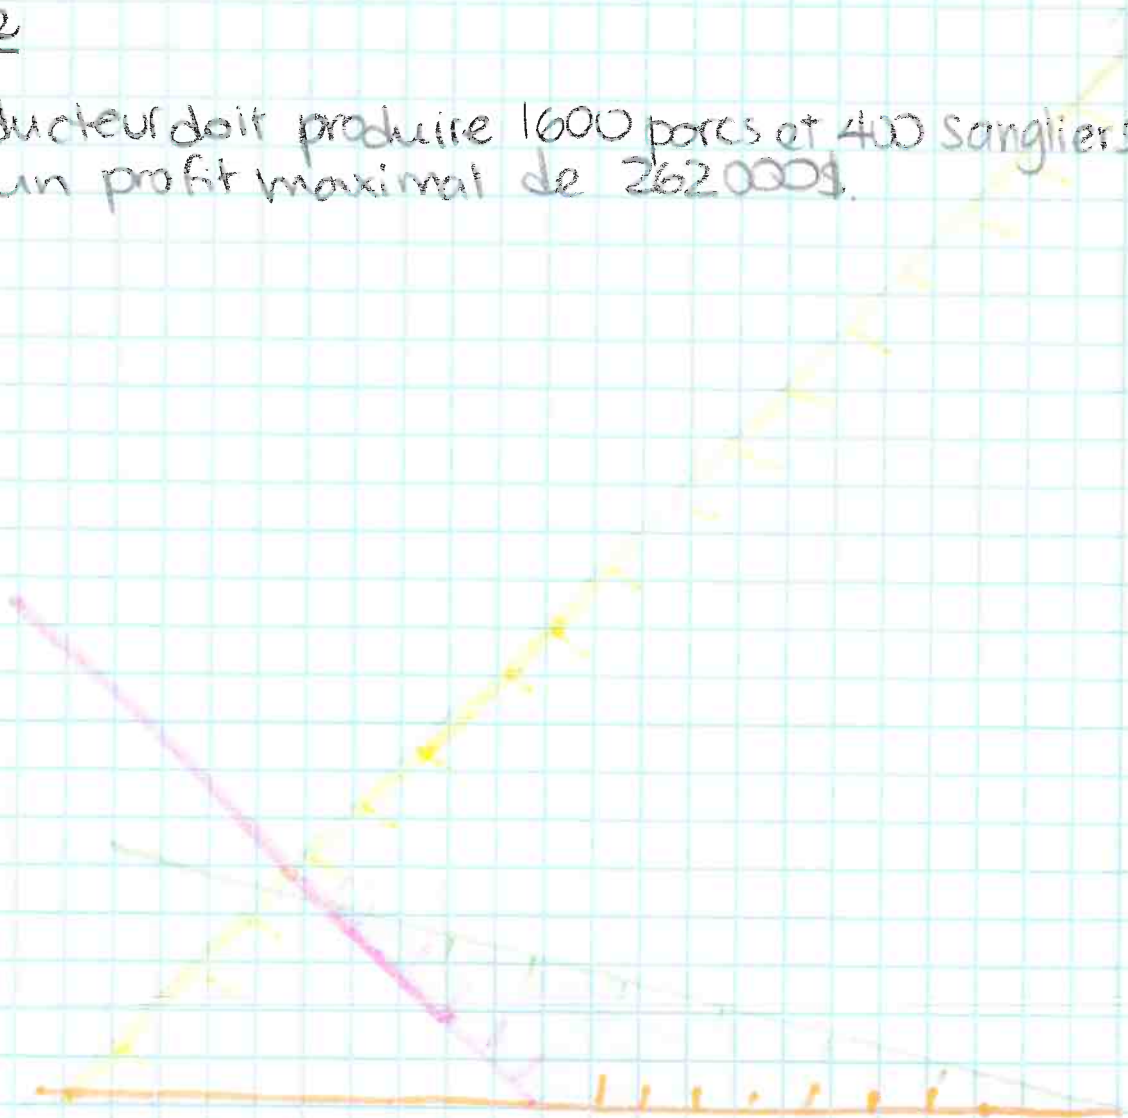 2
ducteur doit produire 1600 porcs et 400 sangliers
un profit maximal de 262000$.